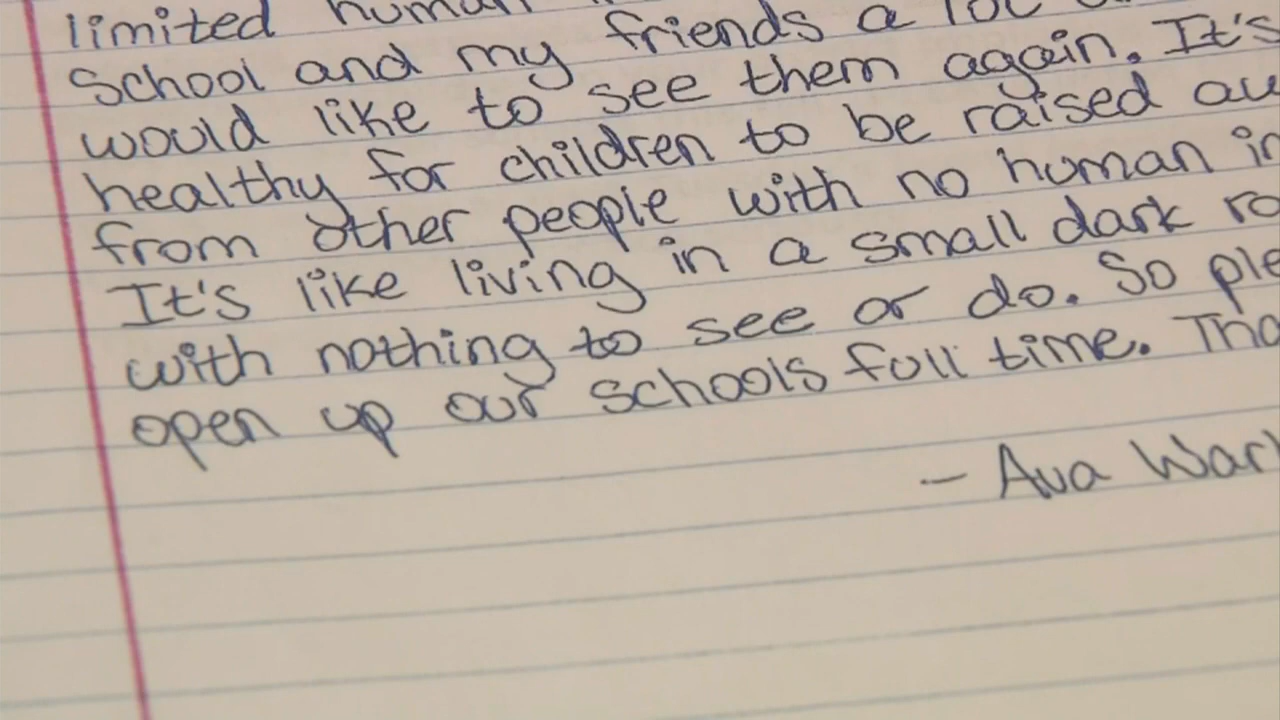 limited human
School and my friends a lot
would like to see them again. It's
healthy for children to be raised
from other people with no human
It's like living in a small dark
with nothing to see or do. So
open up our schools full time.
- Ava